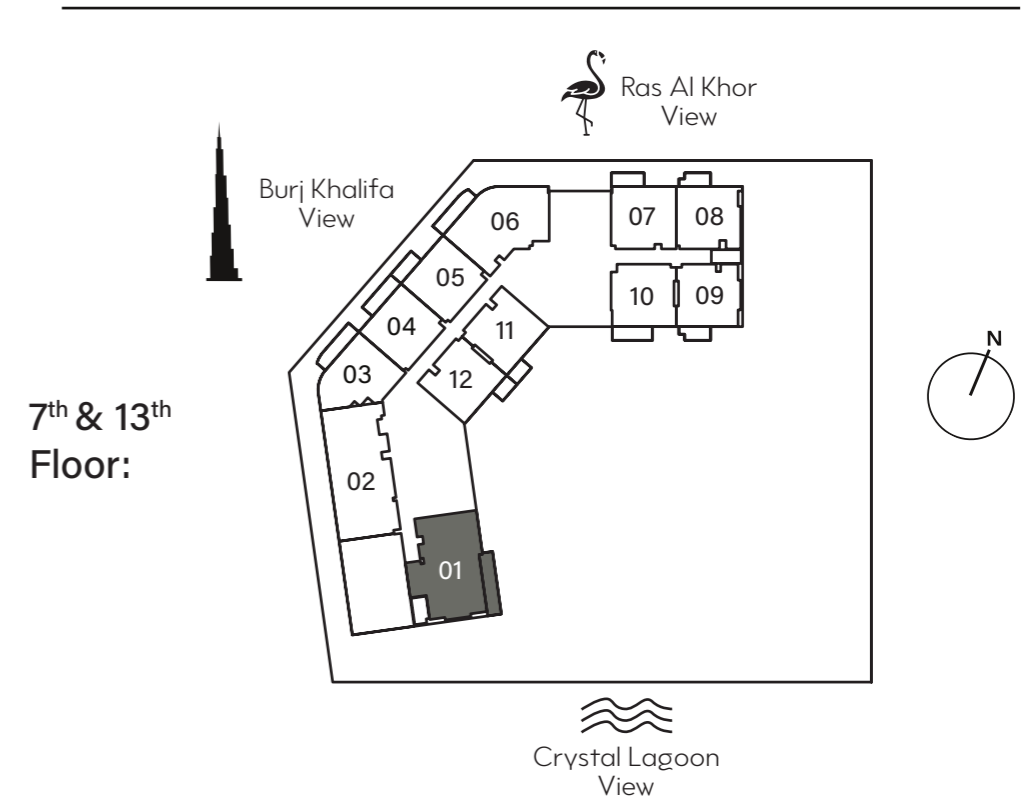 Ras Al Khor
View
Burj Khalifa
View
06
07
08
05
10
09
04
11
03
12
N
7th & 13th
Floor:
02
01
Crystal Lagoon
View